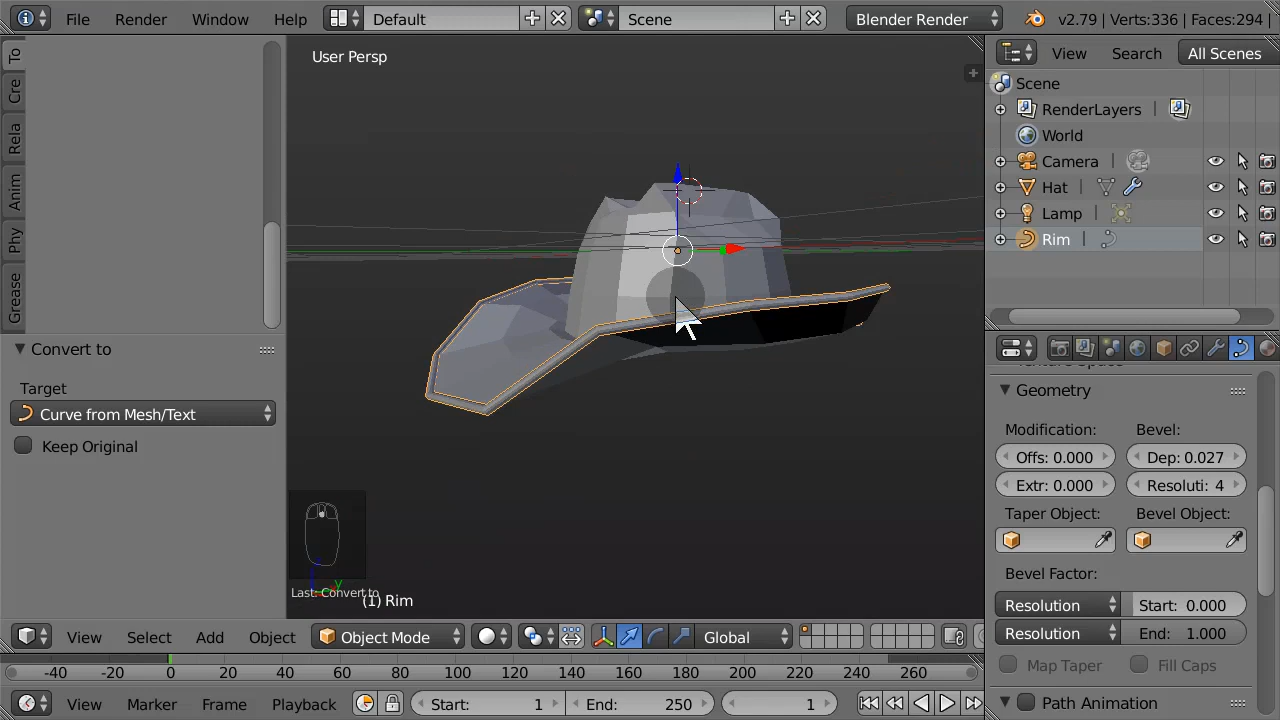 File Render Window Help Default Scene Blender Render v2.79 | Verts:336 | Faces:294 |
User Persp
View Search All Scenes
Scene
RenderLayers
World
Camera
Hat
Lamp
Rim
To
Cre
Rela
Anim
Phy
Grease
Convert to
Target
Curve from Mesh/Text
Keep Original
Geometry
Modification: Bevel:
Offs: 0.000 Dep: 0.027
Extr: 0.000 Resoluti: 4
Taper Object: Bevel Object:
Bevel Factor:
Resolution Start: 0.000
Resolution End: 1.000
Map Taper Fill Caps
Path Animation
y
Last: Convert to
(1) Rim
View Select Add Object Object Mode Global
-40 -20 0 20 40 60 80 100 120 140 160 180 200 220 240 260
View Marker Frame Playback Start: 1 End: 250 1